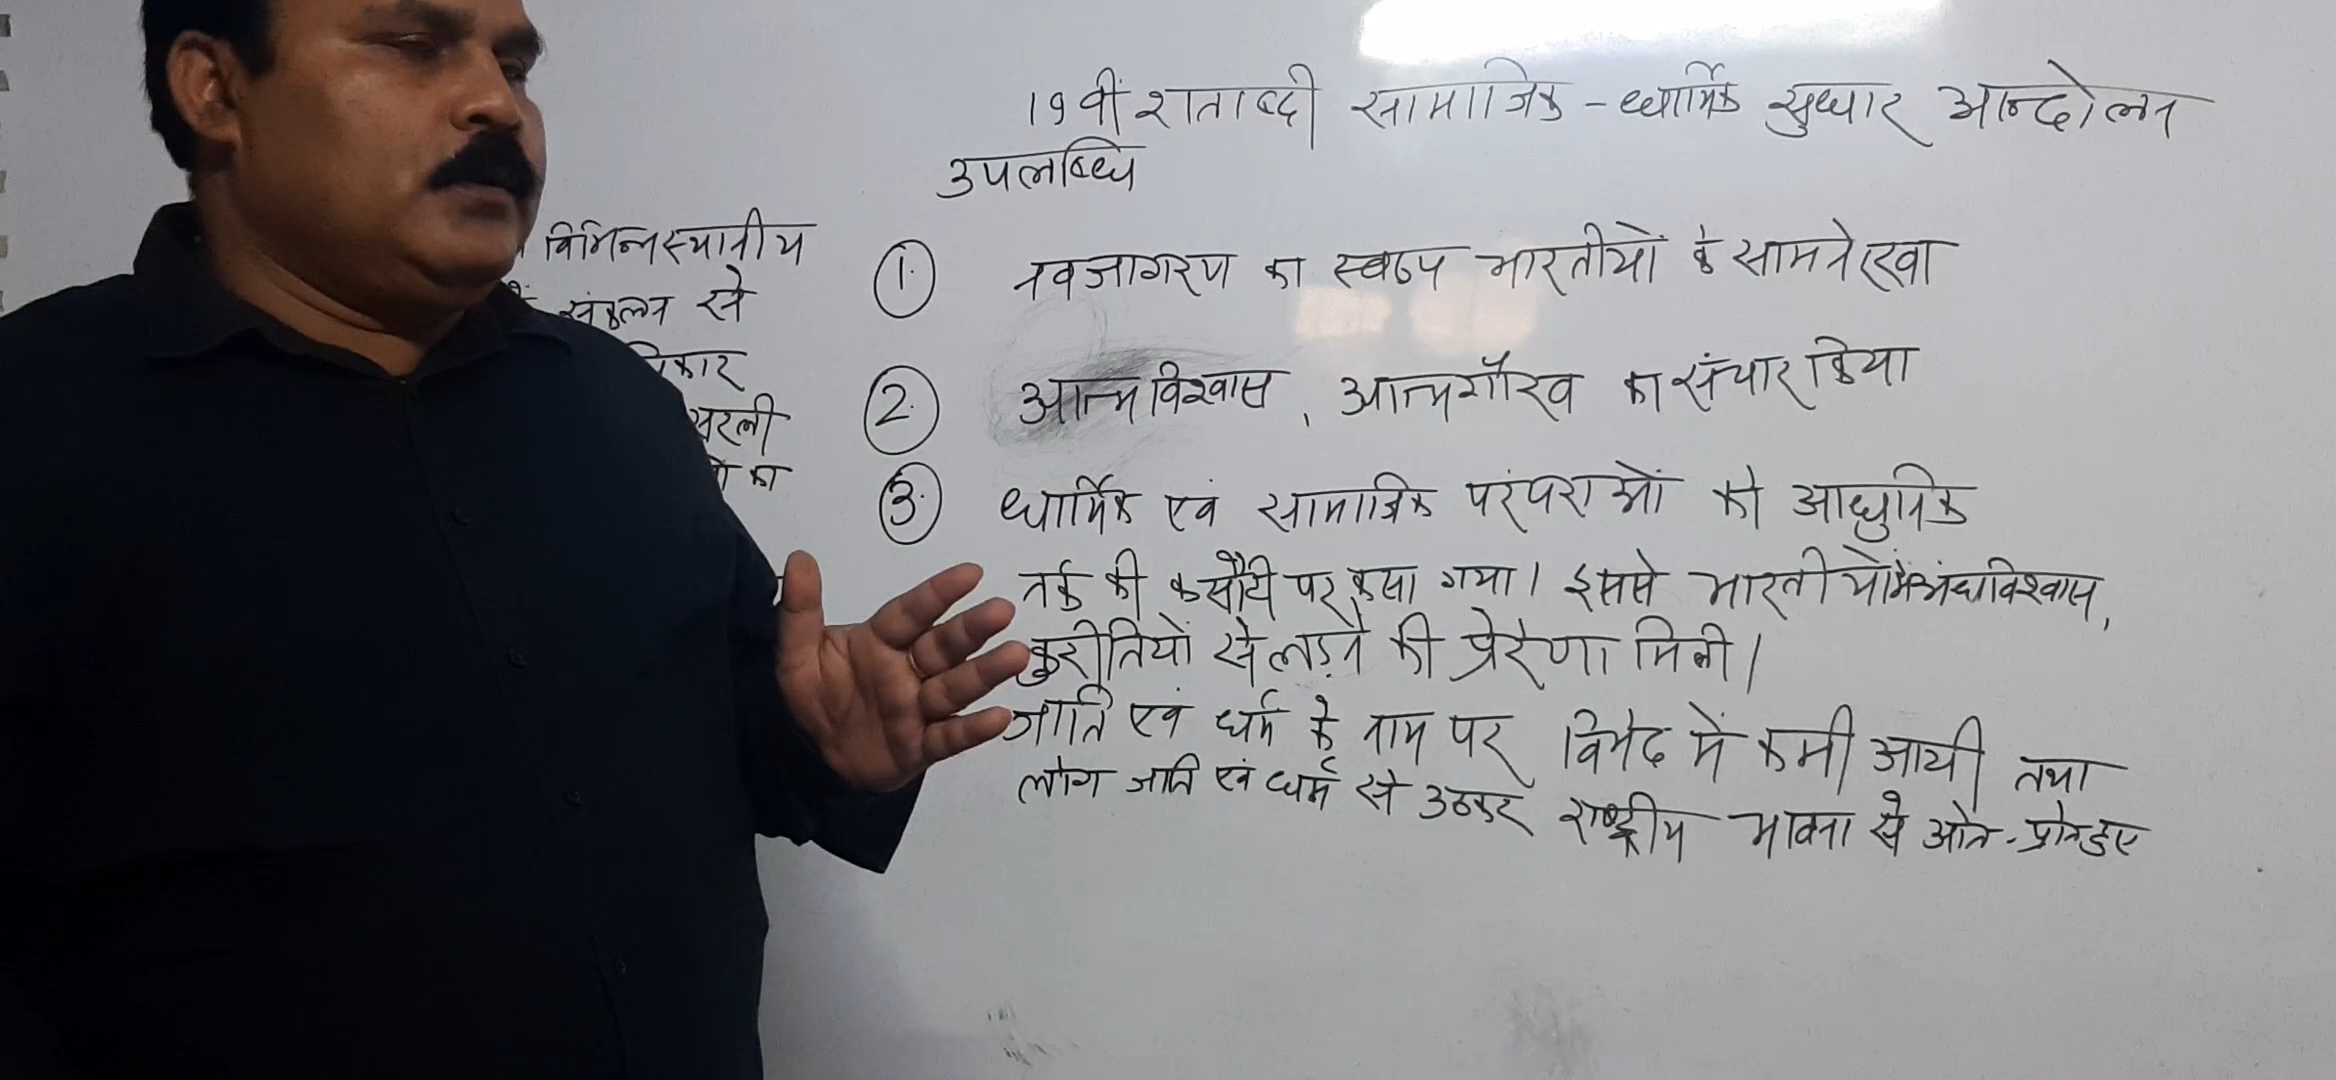 19वीं शताब्दी सामाजिक - धार्मिक सुधार आन्दोलन
उपलब्धि
① नवजागरण का स्वरुप भारतीयों के सामने रखा
② आत्मविश्वास, आत्मगौरव का संचार किया
③ धार्मिक एवं सामाजिक परंपराओं को आधुनिक
तर्क की कसौटी पर कसा गया। इससे भारतीयों में अंधविश्वास,
कुरीतियों से लड़ने की प्रेरणा मिली।
जाति एवं धर्म के नाम पर विभेद में कमी आयी तथा
लोग जाति एवं धर्म से उठकर राष्ट्रीय भावना से ओत-प्रोत हुए
विभिन्न स्थानीय
संकलन से
का